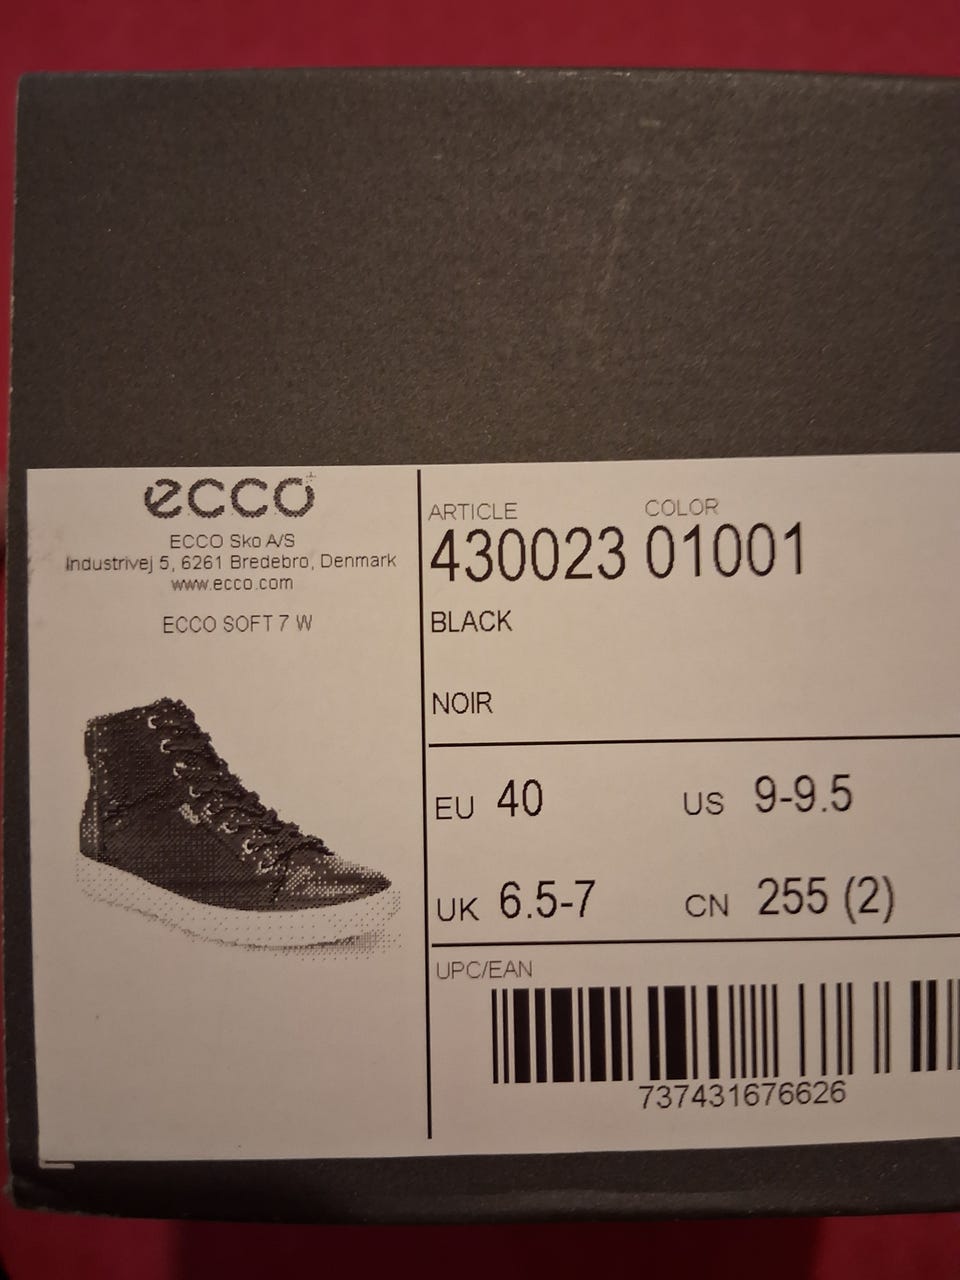 ecco
ECCO Sko A/S
Industrivej 5, 6261 Bredebro, Denmark
www.ecco.com
ECCO SOFT 7 W
ARTICLE COLOR
430023 01001
BLACK
NOIR
EU 40 US 9-9.5
UK 6.5-7 CN 255 (2)
UPC/EAN
737431676626